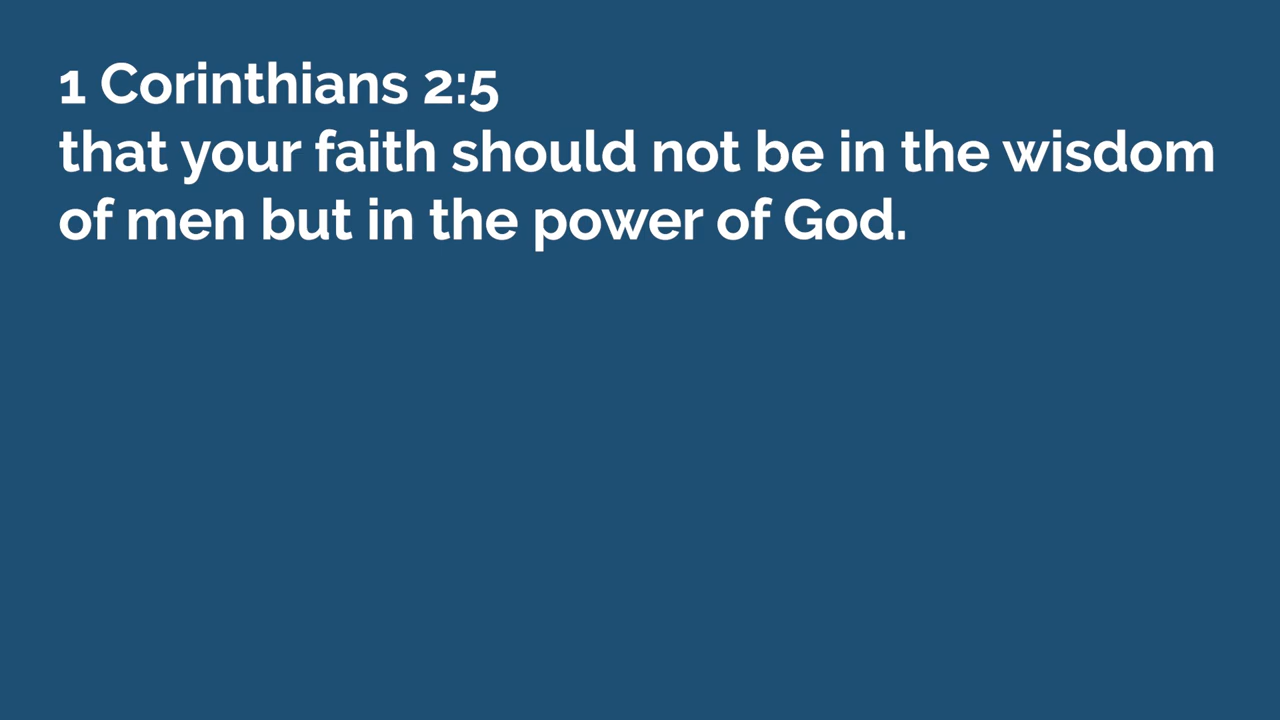 1 Corinthians 2:5
that your faith should not be in the wisdom
of men but in the power of God.